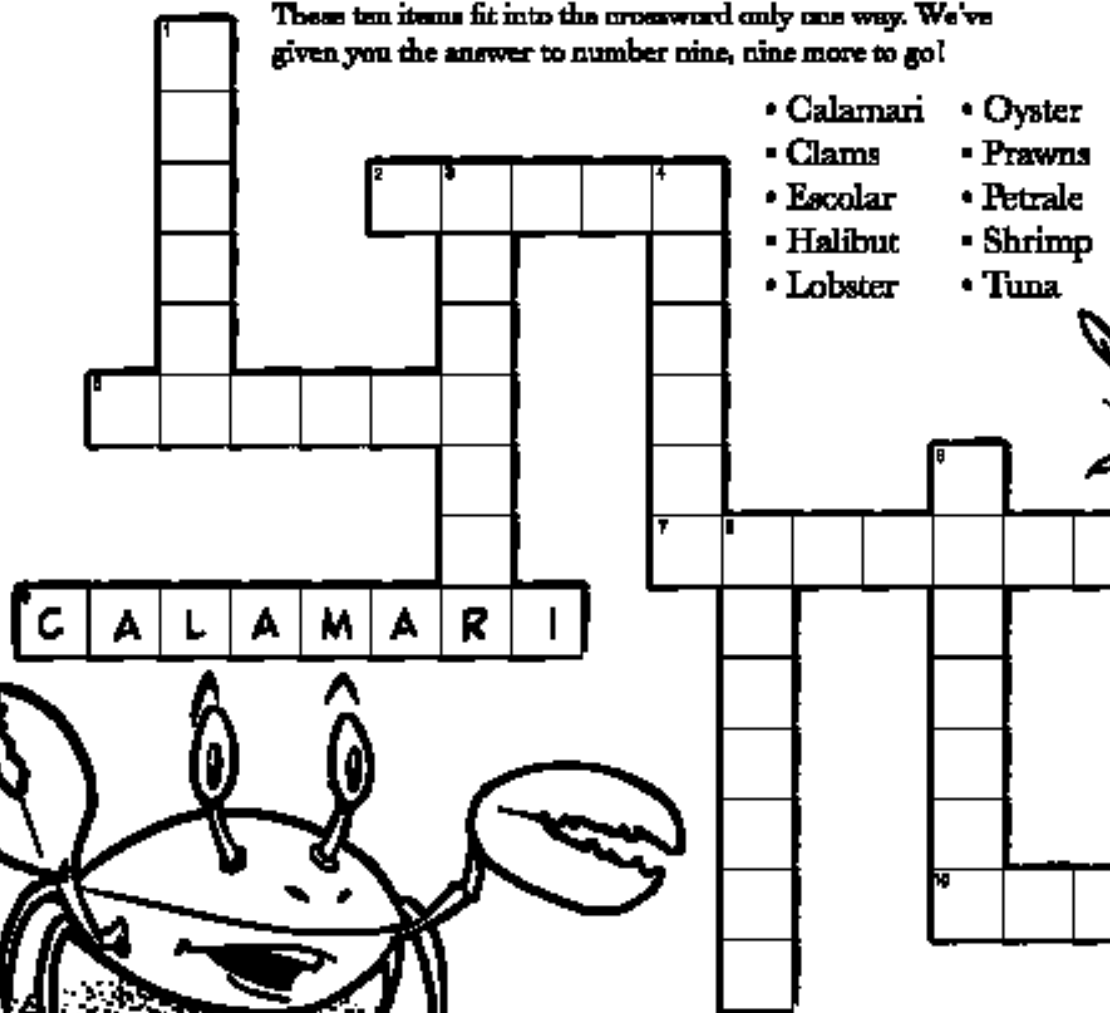 These ten items fit into the crossword only one way. We've
given you the answer to number nine, nine more to go!
• Calamari • Oyster
• Clams • Prawns
• Escolar • Petrale
• Halibut • Shrimp
• Lobster • Tuna
1
2 3 4
5
6
7 8
9
C A L A M A R I
10